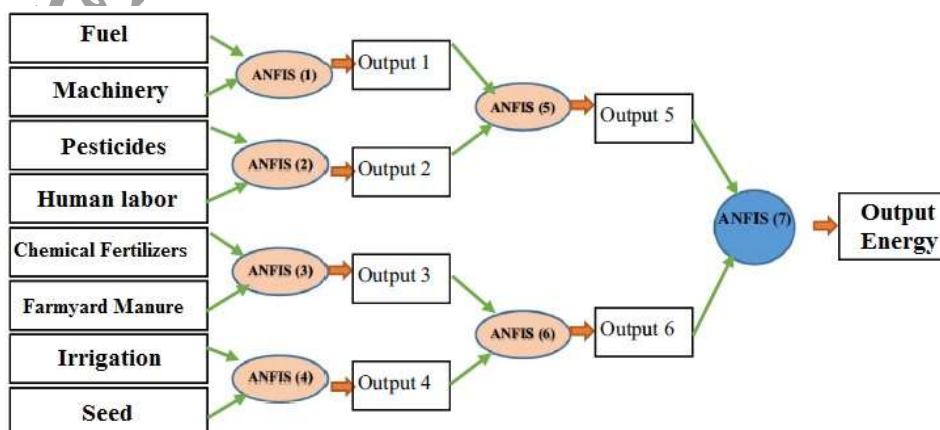 Fuel
Machinery
Pesticides
Human labor
Chemical Fertilizers
Farmyard Manure
Irrigation
Seed
ANFIS (1)
ANFIS (2)
ANFIS (3)
ANFIS (4)
Output 1
Output 2
Output 3
Output 4
ANFIS (5)
ANFIS (6)
Output 5
Output 6
ANFIS (7)
Output
Energy